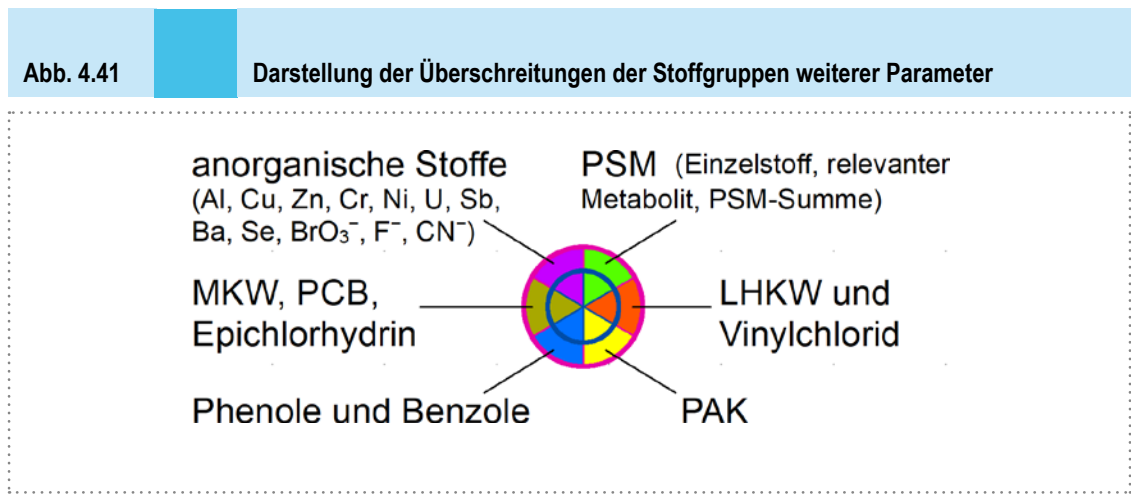 Abb. 4.41 Darstellung der Überschreitungen der Stoffgruppen weiterer Parameter
anorganische Stoffe
(Al, Cu, Zn, Cr, Ni, U, Sb,
Ba, Se, BrO₃⁻, F⁻, CN⁻)
PSM (Einzelstoff, relevanter
Metabolit, PSM-Summe)
MKW, PCB,
Epichlorhydrin
LHKW und
Vinylchlorid
Phenole und Benzole
PAK